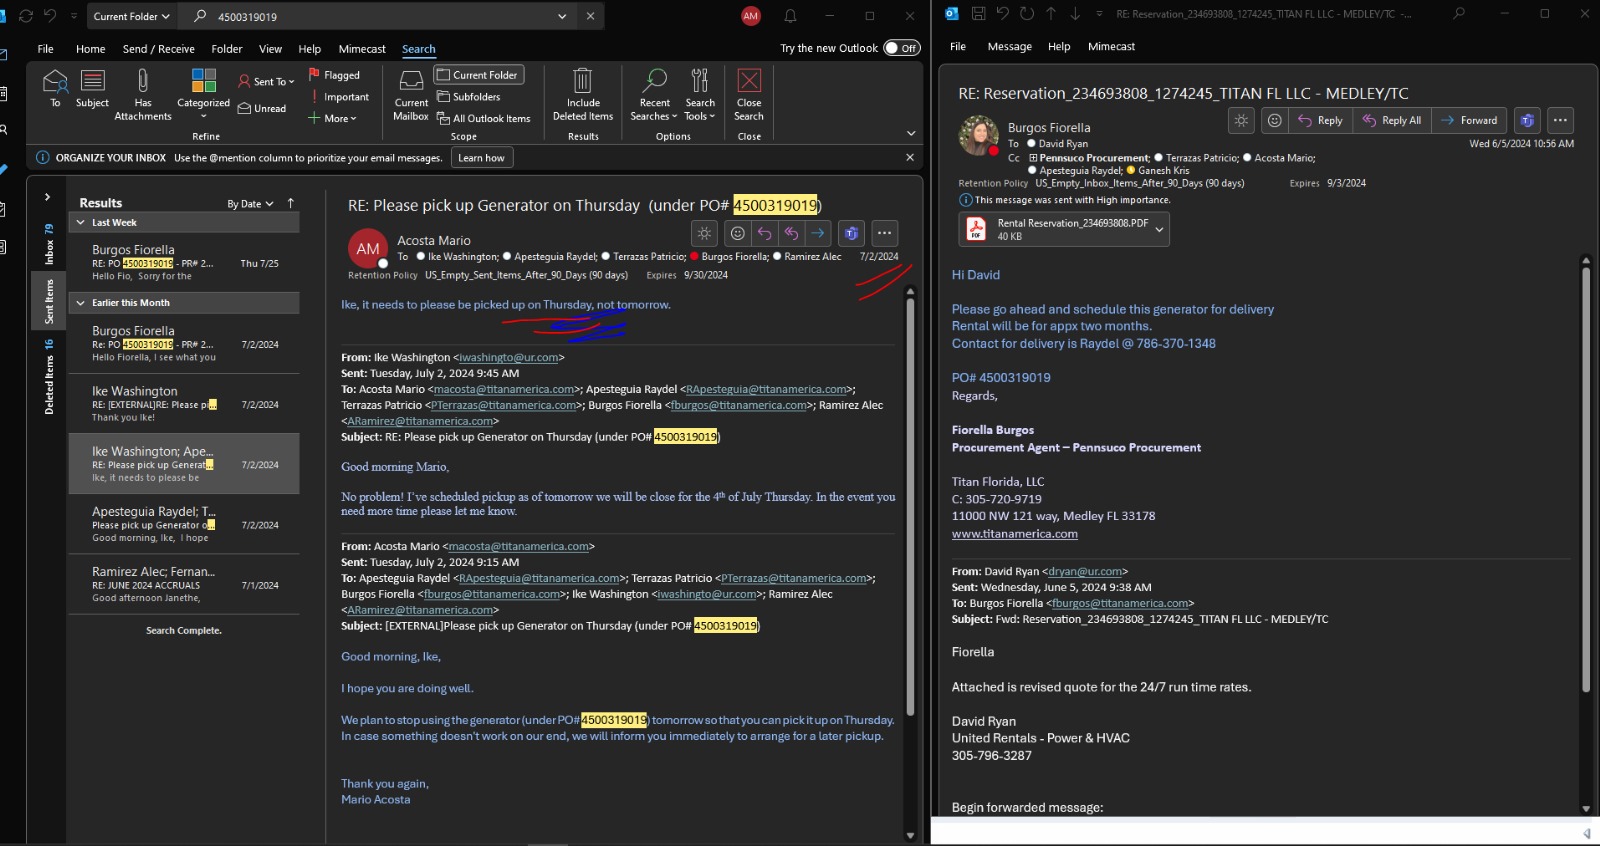 Current Folder
4500319019
AM
File Home Send / Receive Folder View Help Mimecast Search
Try the new Outlook Off
To
Subject
Has Attachments
Categorized
Sent To
Unread
Flagged
Important
More
Refine
Current Mailbox
Current Folder
Subfolders
All Outlook Items
Scope
Include Deleted Items
Results
Recent Searches
Search Tools
Options
Close Search
Close
ORGANIZE YOUR INBOX Use the @mention column to prioritize your email messages. Learn how
Inbox 79
Sent Items
Deleted Items 16
Results
By Date
Last Week
Burgos Fiorella
RE: PO 4500319019 - PR# 2... Thu 7/25
Hello Fio, Sorry for the
Earlier this Month
Burgos Fiorella
Re: PO 4500319019 - PR# 2... 7/2/2024
Hello Fiorella, I see what you
Ike Washington
RE: [EXTERNAL]RE: Please pi... 7/2/2024
Thank you Ike!
Ike Washington; Ape...
RE: Please pick up Generat... 7/2/2024
Ike, it needs to please be
Apesteguia Raydel; T...
Please pick up Generator o... 7/2/2024
Good morning, Ike, I hope
Ramirez Alec; Fernan...
RE: JUNE 2024 ACCRUALS 7/1/2024
Good afternoon Janethe,
Search Complete.
RE: Please pick up Generator on Thursday (under PO# 4500319019)
AM
Acosta Mario
To Ike Washington; Apesteguia Raydel; Terrazas Patricio; Burgos Fiorella; Ramirez Alec 7/2/2024
Retention Policy US_Empty_Sent_Items_After_90_Days (90 days) Expires 9/30/2024
Ike, it needs to please be picked up on Thursday, not tomorrow.
From: Ike Washington <iwashingto@ur.com>
Sent: Tuesday, July 2, 2024 9:45 AM
To: Acosta Mario <macosta@titanamerica.com>; Apesteguia Raydel <RApesteguia@titanamerica.com>;
Terrazas Patricio <PTerrazas@titanamerica.com>; Burgos Fiorella <fburgos@titanamerica.com>; Ramirez Alec
<ARamirez@titanamerica.com>
Subject: RE: Please pick up Generator on Thursday (under PO# 4500319019)
Good morning Mario,
No problem! I've scheduled pickup as of tomorrow we will be close for the 4th of July Thursday. In the event you
need more time please let me know.
From: Acosta Mario <macosta@titanamerica.com>
Sent: Tuesday, July 2, 2024 9:15 AM
To: Apesteguia Raydel <RApesteguia@titanamerica.com>; Terrazas Patricio <PTerrazas@titanamerica.com>;
Burgos Fiorella <fburgos@titanamerica.com>; Ike Washington <iwashingto@ur.com>; Ramirez Alec
<ARamirez@titanamerica.com>
Subject: [EXTERNAL]Please pick up Generator on Thursday (under PO# 4500319019)
Good morning, Ike,
I hope you are doing well.
We plan to stop using the generator (under PO# 4500319019) tomorrow so that you can pick it up on Thursday.
In case something doesn't work on our end, we will inform you immediately to arrange for a later pickup.
Thank you again,
Mario Acosta
RE: Reservation_234693808_1274245_TITAN FL LLC - MEDLEY/TC -...
File Message Help Mimecast
RE: Reservation_234693808_1274245_TITAN FL LLC - MEDLEY/TC
Burgos Fiorella
Reply Reply All Forward
To David Ryan
Wed 6/5/2024 10:56 AM
Cc Pennsuco Procurement; Terrazas Patricio; Acosta Mario;
Apesteguia Raydel; Ganesh Kris
Retention Policy US_Empty_Inbox_Items_After_90_Days (90 days) Expires 9/3/2024
This message was sent with High importance.
PDF
Rental Reservation_234693808.PDF
40 KB
Hi David
Please go ahead and schedule this generator for delivery
Rental will be for appx two months.
Contact for delivery is Raydel @ 786-370-1348
PO# 4500319019
Regards,
Fiorella Burgos
Procurement Agent – Pennsuco Procurement
Titan Florida, LLC
C: 305-720-9719
11000 NW 121 way, Medley FL 33178
www.titanamerica.com
From: David Ryan <dryan@ur.com>
Sent: Wednesday, June 5, 2024 9:38 AM
To: Burgos Fiorella <fburgos@titanamerica.com>
Subject: Fwd: Reservation_234693808_1274245_TITAN FL LLC - MEDLEY/TC
Fiorella
Attached is revised quote for the 24/7 run time rates.
David Ryan
United Rentals - Power & HVAC
305-796-3287
Begin forwarded message: